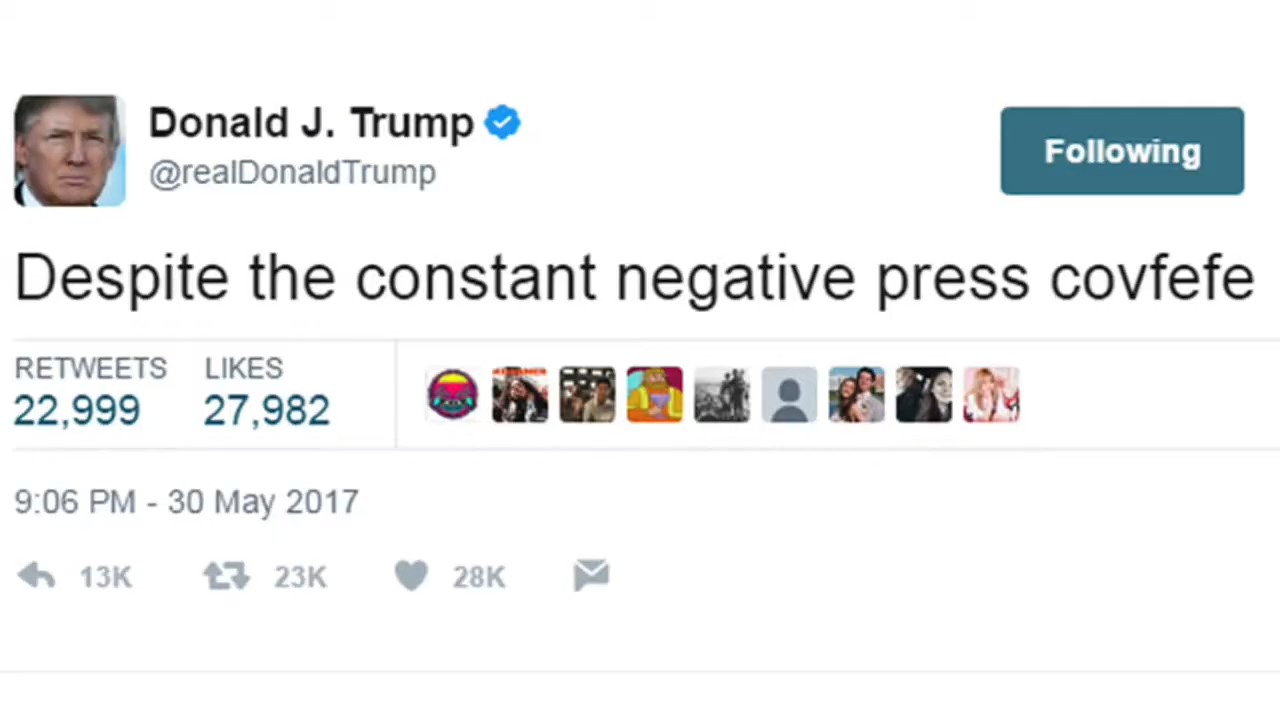 Donald J. Trump
@realDonaldTrump
Following
Despite the constant negative press covfefe
RETWEETS LIKES
22,999 27,982
9:06 PM - 30 May 2017
13K 23K 28K